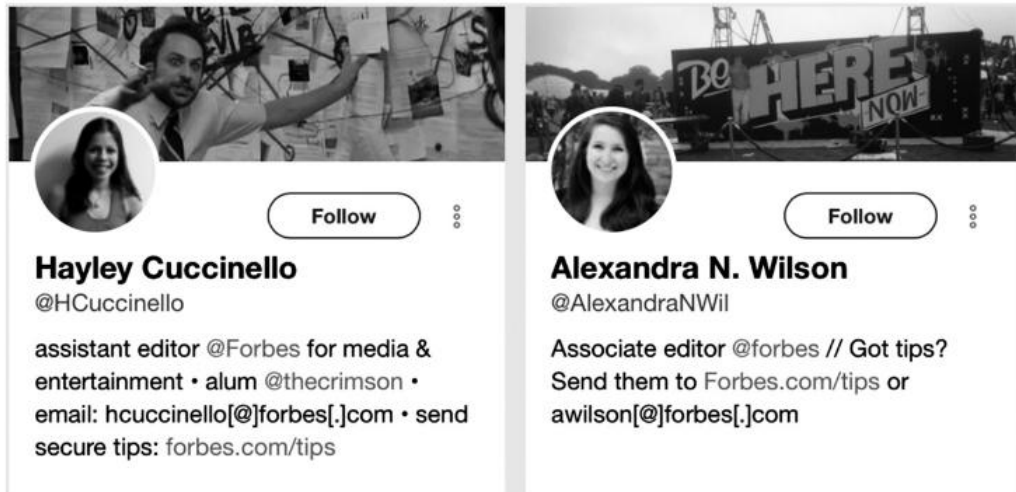 BE HERE NOW
Follow
Hayley Cuccinello
@HCuccinello
assistant editor @Forbes for media &
entertainment • alum @thecrimson •
email: hcuccinello[@]forbes[.]com • send
secure tips: forbes.com/tips
Follow
Alexandra N. Wilson
@AlexandraNWil
Associate editor @forbes // Got tips?
Send them to Forbes.com/tips or
awilson[@]forbes[.]com